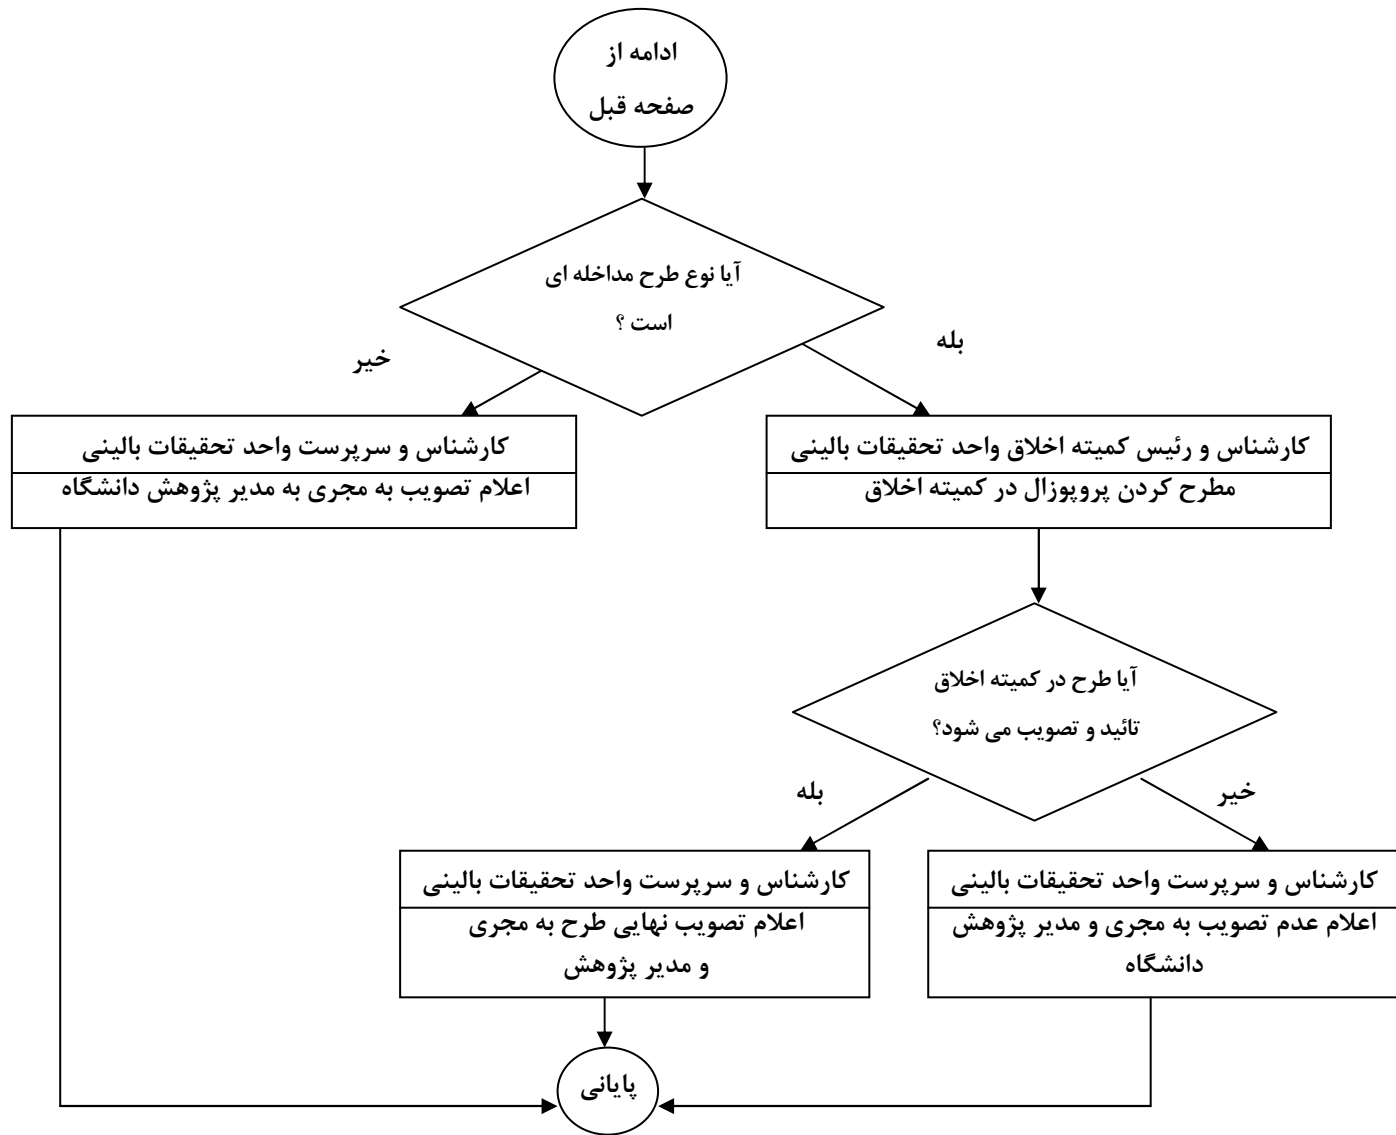 ادامه از
صفحه قبل
آیا نوع طرح مداخله ای
است ؟
بله
خیر
کارشناس و رئیس کمیته اخلاق واحد تحقیقات بالینی
مطرح کردن پروپوزال در کمیته اخلاق
کارشناس و سرپرست واحد تحقیقات بالینی
اعلام تصویب به مجری به مدیر پژوهش دانشگاه
آیا طرح در کمیته اخلاق
تائید و تصویب می شود؟
خیر
بله
کارشناس و سرپرست واحد تحقیقات بالینی
اعلام عدم تصویب به مجری و مدیر پژوهش
دانشگاه
کارشناس و سرپرست واحد تحقیقات بالینی
اعلام تصویب نهایی طرح به مجری
و مدیر پژوهش
پایانی